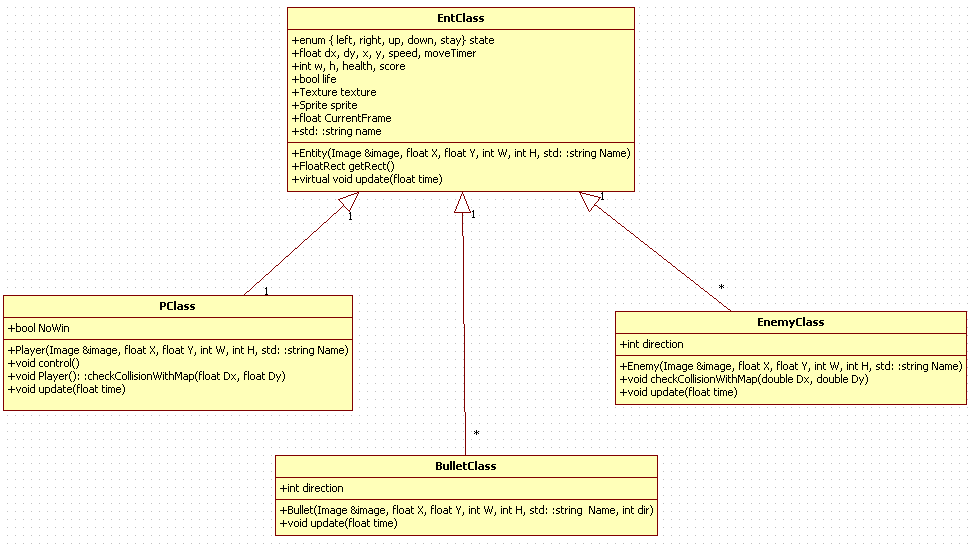 EntClass
+enum { left, right, up, down, stay} state
+float dx, dy, x, y, speed, moveTimer
+int w, h, health, score
+bool life
+Texture texture
+Sprite sprite
+float CurrentFrame
+std: :string name
+Entity(Image &image, float X, float Y, int W, int H, std: :string Name)
+FloatRect getRect()
+virtual void update(float time)
1
1
1
1
*
PClass
+bool NoWin
+Player(Image &image, float X, float Y, int W, int H, std: :string Name)
+void control()
+void Player(): :checkCollisionWithMap(float Dx, float Dy)
+void update(float time)
EnemyClass
+int direction
+Enemy(Image &image, float X, float Y, int W, int H, std: :string Name)
+void checkCollisionWithMap(double Dx, double Dy)
+void update(float time)
*
BulletClass
+int direction
+Bullet(Image &image, float X, float Y, int W, int H, std: :string  Name, int dir)
+void update(float time)